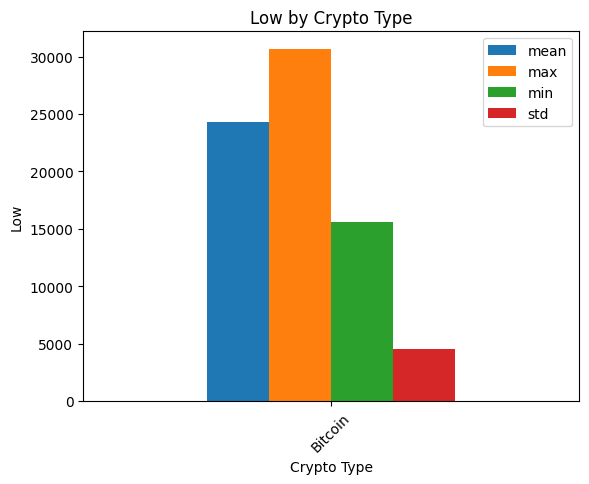 Low by Crypto Type
mean
max
min
std
30000
25000
20000
15000
10000
5000
0
Low
Bitcoin
Crypto Type